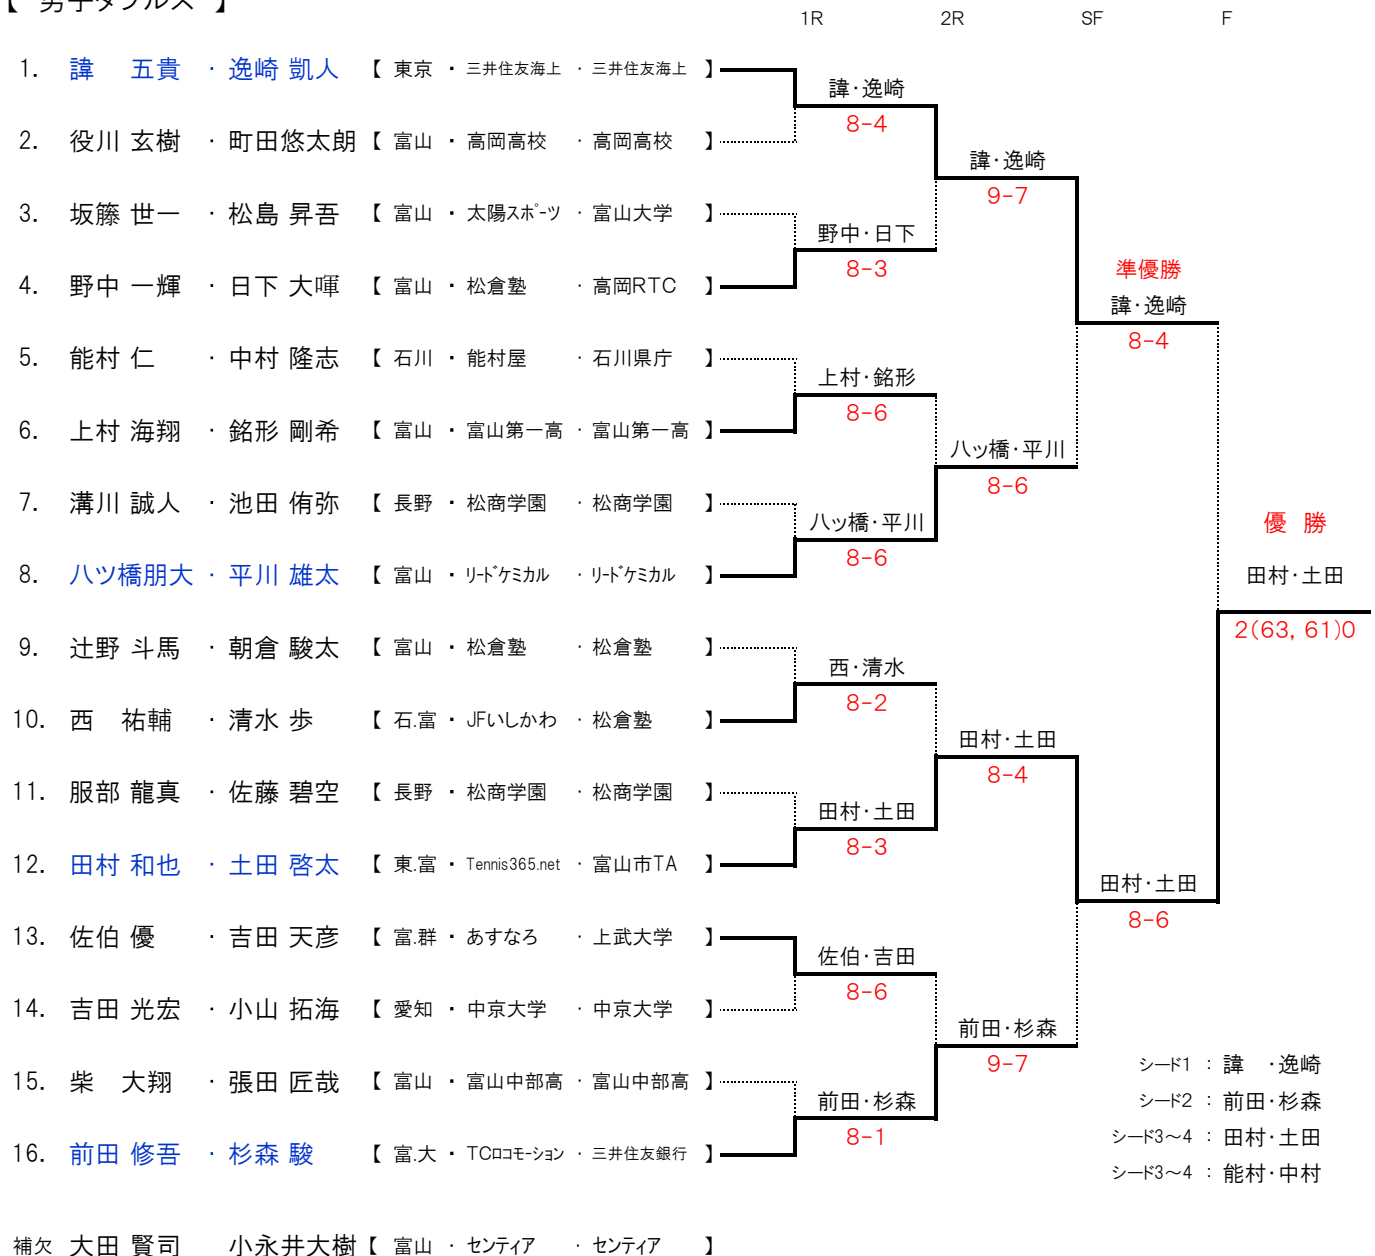 【 男子ダブルス 】
1R 2R SF F
1. 諱 五貴 ・ 逸崎 凱人 【 東京 ・ 三井住友海上 ・ 三井住友海上 】
諱・逸崎
8-4
2. 役川 玄樹 ・ 町田悠太朗 【 富山 ・ 高岡高校 ・ 高岡高校 】
諱・逸崎
9-7
3. 坂籐 世一 ・ 松島 昇吾 【 富山 ・ 太陽スポーツ ・ 富山大学 】
野中・日下
8-3
4. 野中 一輝 ・ 日下 大暉 【 富山 ・ 松倉塾 ・ 高岡RTC 】
準優勝
諱・逸崎
8-4
5. 能村 仁 ・ 中村 隆志 【 石川 ・ 能村屋 ・ 石川県庁 】
上村・銘形
8-6
6. 上村 海翔 ・ 銘形 剛希 【 富山 ・ 富山第一高 ・ 富山第一高 】
八ッ橋・平川
8-6
7. 溝川 誠人 ・ 池田 侑弥 【 長野 ・ 松商学園 ・ 松商学園 】
八ッ橋・平川
8-6
優 勝
8. 八ツ橋朋大 ・ 平川 雄太 【 富山 ・ リードケミカル ・ リードケミカル 】
田村・土田
2(63, 61)0
9. 辻野 斗馬 ・ 朝倉 駿太 【 富山 ・ 松倉塾 ・ 松倉塾 】
西・清水
8-2
10. 西 祐輔 ・ 清水 歩 【 石.富 ・ JFいしかわ ・ 松倉塾 】
田村・土田
8-4
11. 服部 龍真 ・ 佐藤 碧空 【 長野 ・ 松商学園 ・ 松商学園 】
田村・土田
8-3
12. 田村 和也 ・ 土田 啓太 【 東.富 ・ Tennis365.net ・ 富山市TA 】
田村・土田
8-6
13. 佐伯 優 ・ 吉田 天彦 【 富.群 ・ あすなろ ・ 上武大学 】
佐伯・吉田
8-6
14. 吉田 光宏 ・ 小山 拓海 【 愛知 ・ 中京大学 ・ 中京大学 】
前田・杉森
9-7
15. 柴 大翔 ・ 張田 匠哉 【 富山 ・ 富山中部高 ・ 富山中部高 】
前田・杉森
8-1
16. 前田 修吾 ・ 杉森 駿 【 富.大 ・ TCロコモーション ・ 三井住友銀行 】
シード1 : 諱 ・逸崎
シード2 : 前田・杉森
シード3～4 : 田村・土田
シード3～4 : 能村・中村
補欠 大田 賢司 小永井大樹 【 富山 ・ センティア ・ センティア 】